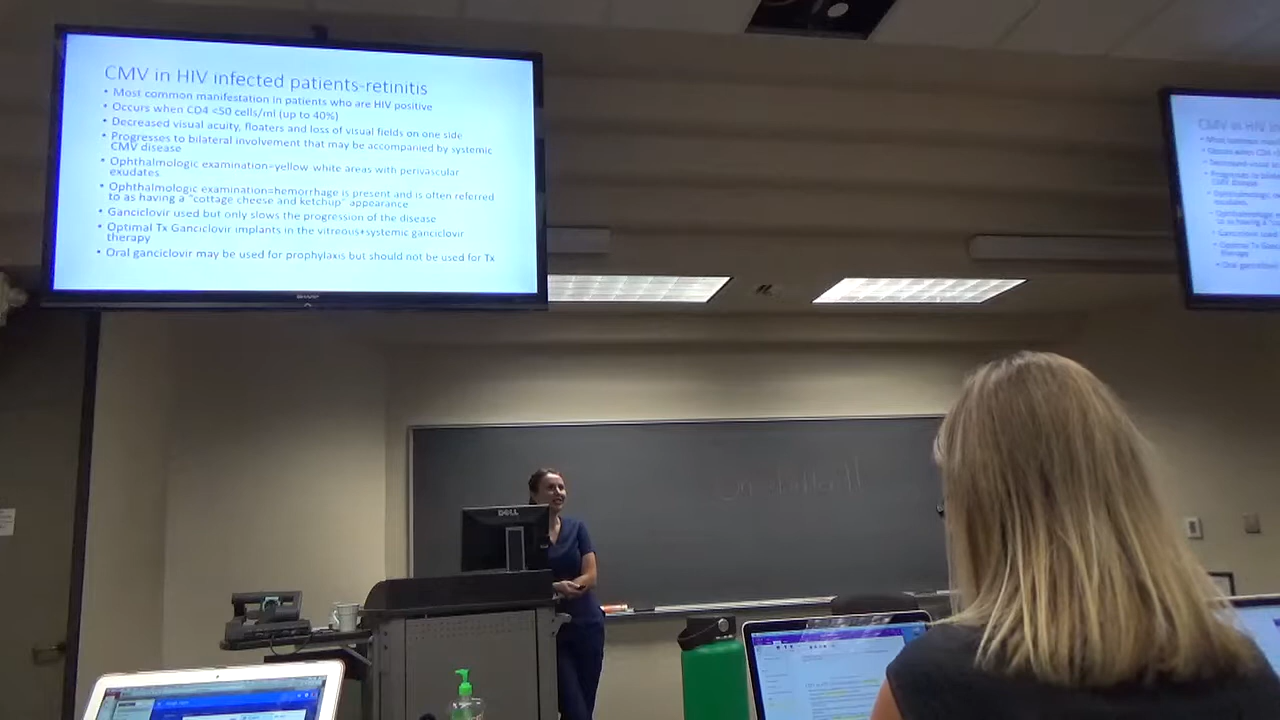 CMV in HIV infected patients-retinitis
• Most common manifestation in patients who are HIV positive
• Occurs when CD4 <50 cells/ml (up to 40%)
• Decreased visual acuity, floaters and loss of visual fields on one side
• Progresses to bilateral involvement that may be accompanied by systemic
CMV disease
• Ophthalmologic examination=yellow-white areas with perivascular
exudates.
• Ophthalmologic examination=hemorrhage is present and is often referred
to as having a "cottage cheese and ketchup" appearance
• Ganciclovir used but only slows the progression of the disease
• Optimal Tx Ganciclovir implants in the vitreous+systemic ganciclovir
therapy
• Oral ganciclovir may be used for prophylaxis but should not be used for Tx
SHARP
DELL